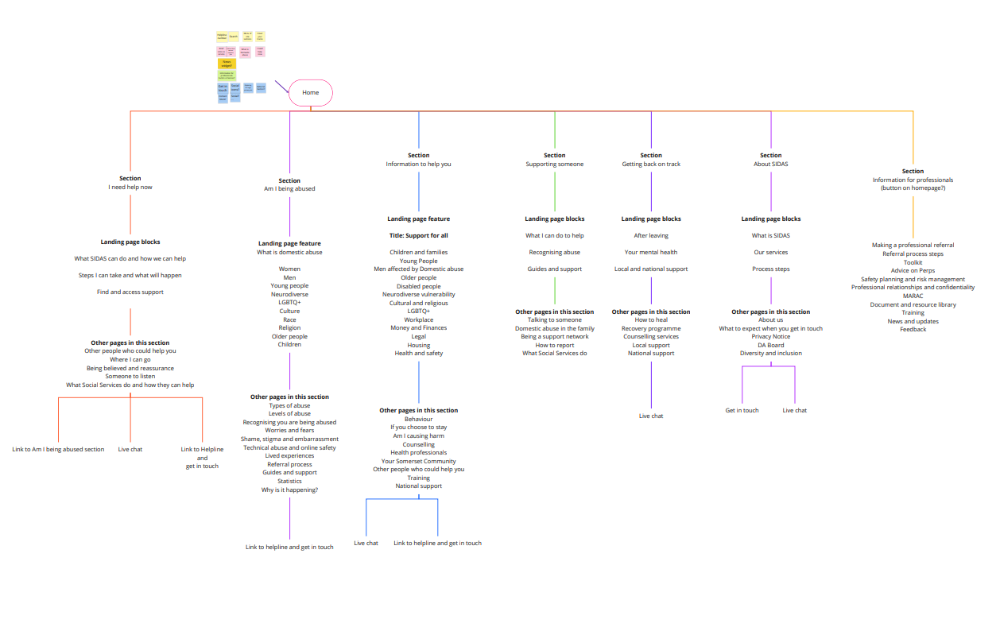 Helpline number
Search
News widget?
Home
Section
I need help now
Landing page blocks
What SIDAS can do and how we can help
Steps I can take and what will happen
Find and access support
Other pages in this section
Other people who could help you
Where I can go
Being believed and reassurance
Someone to listen
What Social Services do and how they can help
Link to Am I being abused section
Live chat
Link to Helpline
and
get in touch
Section
Am I being abused
Landing page feature
What is domestic abuse
Women
Men
Young people
Neurodiverse
LGBTQ+
Culture
Race
Religion
Older people
Children
Other pages in this section
Types of abuse
Levels of abuse
Recognising you are being abused
Worries and fears
Shame, stigma and embarrassment
Technical abuse and online safety
Lived experiences
Referral process
Guides and support
Statistics
Why is it happening?
Link to helpline and get in touch
Section
Information to help you
Landing page feature
Title: Support for all
Children and families
Young People
Men affected by Domestic abuse
Older people
Disabled people
Neurodiverse vulnerability
Cultural and religious
LGBTQ+
Workplace
Money and Finances
Legal
Housing
Health and safety
Other pages in this section
Behaviour
If you choose to stay
Am I causing harm
Counselling
Health professionals
Your Somerset Community
Other people who could help you
Training
National support
Live chat
Link to helpline and get in touch
Section
Supporting someone
Landing page blocks
What I can do to help
Recognising abuse
Guides and support
Other pages in this section
Talking to someone
Domestic abuse in the family
Being a support network
How to report
What Social Services do
Section
Getting back on track
Landing page blocks
After leaving
Your mental health
Local and national support
Other pages in this section
How to heal
Recovery programme
Counselling services
Local support
National support
Live chat
Section
About SIDAS
Landing page blocks
What is SIDAS
Our services
Process steps
Other pages in this section
About us
What to expect when you get in touch
Privacy Notice
DA Board
Diversity and inclusion
Get in touch
Live chat
Section
Information for professionals
(button on homepage?)
Making a professional referral
Referral process steps
Toolkit
Advice on Perps
Safety planning and risk management
Professional relationships and confidentiality
MARAC
Document and resource library
Training
News and updates
Feedback